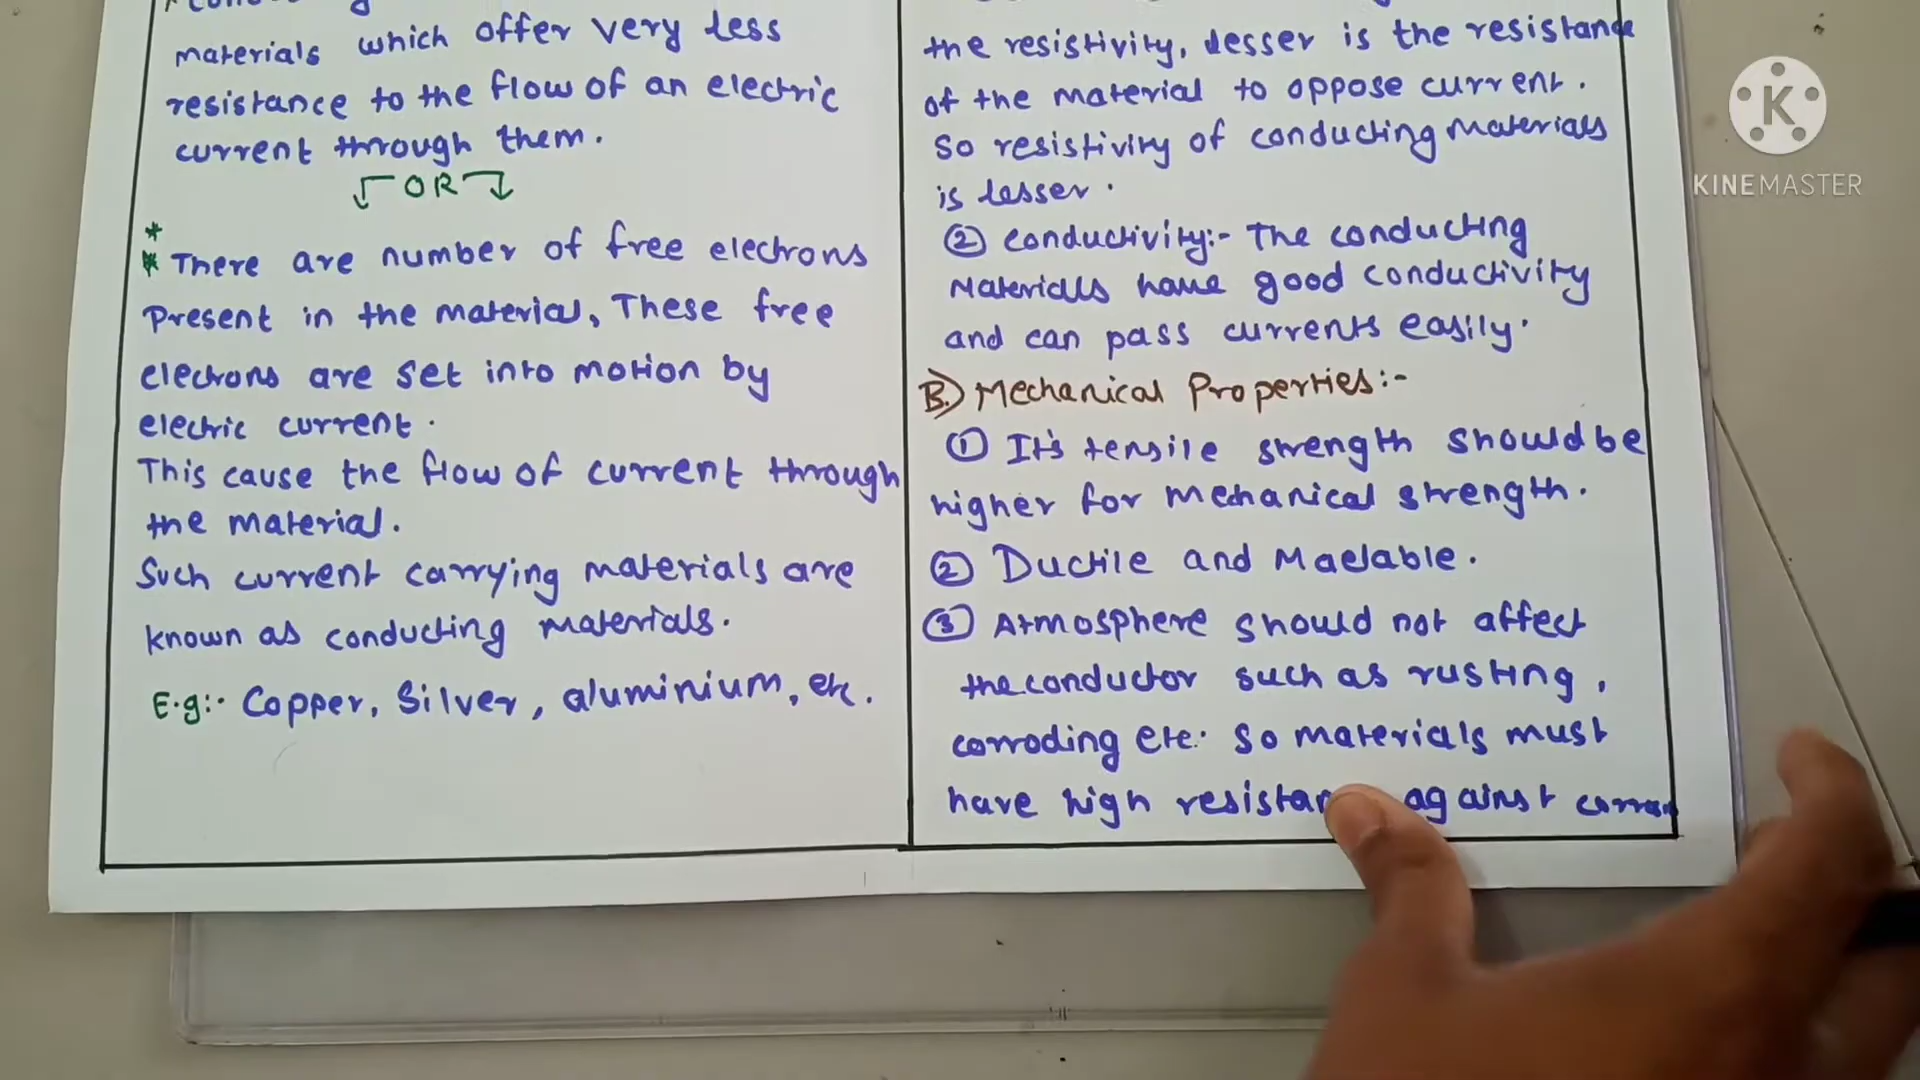 materials which offer very less
resistance to the flow of an electric
current through them.
OR
*
* There are number of free electrons
Present in the material, These free
electrons are set into motion by
electric current.
This cause the flow of current through
the material.
Such current carrying materials are
known as conducting materials.
E.g:- Copper, Silver, aluminium, etc.
the resistivity, lesser is the resistance
of the material to oppose current.
So resistivity of conducting Materials
is lesser.
② Conductivity:- The conducting
Materials have good conductivity
and can pass currents easily.
B.) Mechanical Properties:-
① It's tensile strength should be
higher for mechanical strength.
② Ductile and Maelable.
③ Atmosphere should not affect
the conductor such as rusting,
corroding etc. So materials must
have high against
K
KINEMASTER